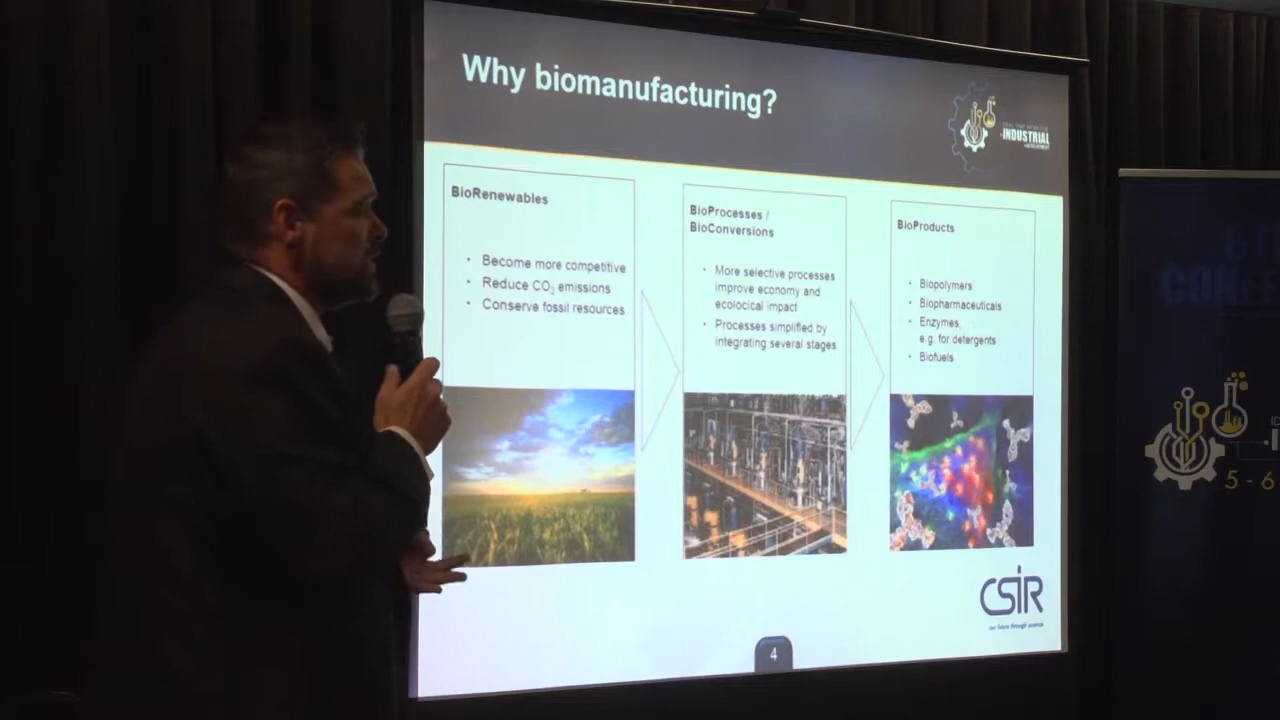 Why biomanufacturing?
INDUSTRIAL
BioRenewables
• Become more competitive
• Reduce CO₂ emissions
• Conserve fossil resources
BioProcesses /
BioConversions
• More selective processes
improve economy and
ecolocical impact
• Processes simplified by
integrating several stages
BioProducts
• Biopolymers
• Biopharmaceuticals
• Enzymes,
e.g. for detergents
• Biofuels
CSIR
our future through science
4
5 - 6